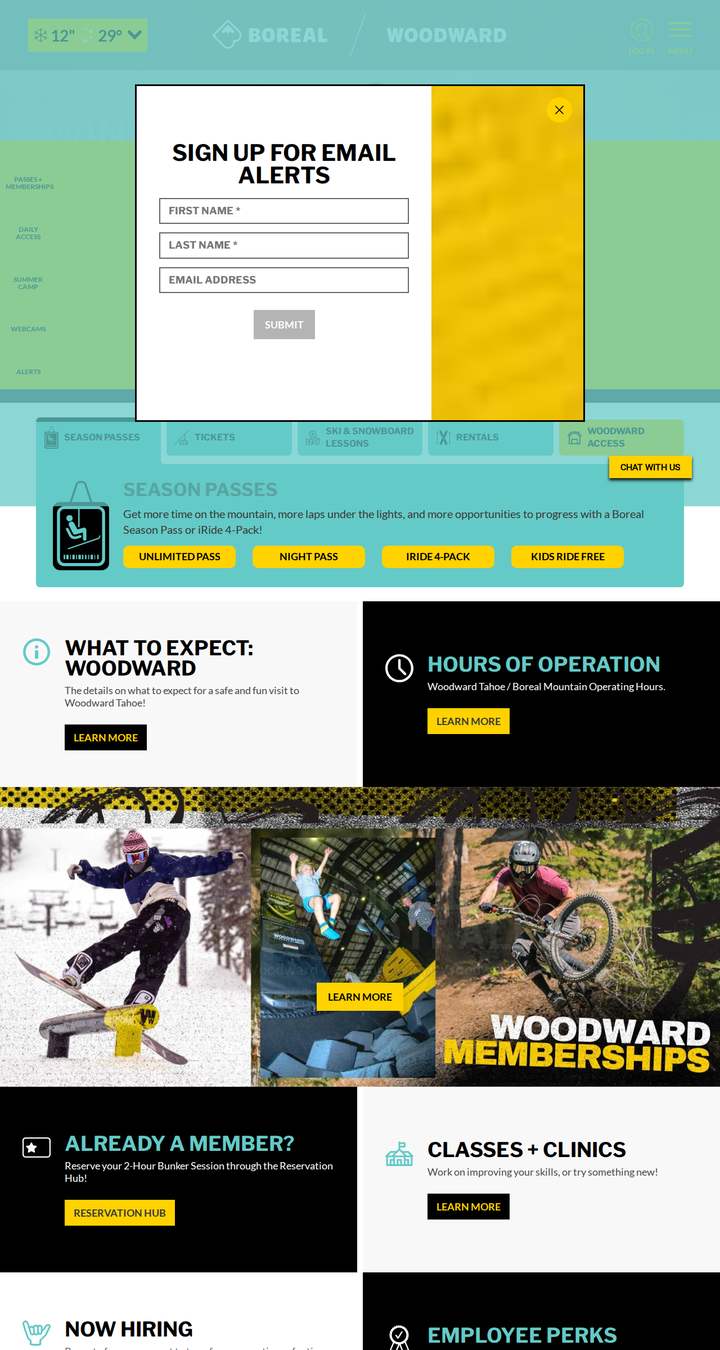 12" 29°
BOREAL
WOODWARD
LOG IN
MENU
PASSES +
MEMBERSHIPS
DAILY
ACCESS
SUMMER
CAMP
WEBCAMS
ALERTS
SIGN UP FOR EMAIL
ALERTS
FIRST NAME *
LAST NAME *
EMAIL ADDRESS
SUBMIT
SEASON PASSES
TICKETS
SKI & SNOWBOARD
LESSONS
RENTALS
WOODWARD
ACCESS
CHAT WITH US
SEASON PASSES
Get more time on the mountain, more laps under the lights, and more opportunities to progress with a Boreal
Season Pass or iRide 4-Pack!
UNLIMITED PASS
NIGHT PASS
IRIDE 4-PACK
KIDS RIDE FREE
WHAT TO EXPECT:
WOODWARD
The details on what to expect for a safe and fun visit to
Woodward Tahoe!
LEARN MORE
HOURS OF OPERATION
Woodward Tahoe / Boreal Mountain Operating Hours.
LEARN MORE
LEARN MORE
WOODWARD
MEMBERSHIPS
ALREADY A MEMBER?
Reserve your 2-Hour Bunker Session through the Reservation
Hub!
RESERVATION HUB
CLASSES + CLINICS
Work on improving your skills, or try something new!
LEARN MORE
NOW HIRING
EMPLOYEE PERKS